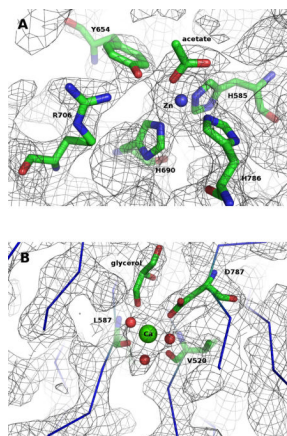 A
Y654
acetate
Zn
H585
R706
H690
H786
B
glycerol
D787
L587
Ca
V529